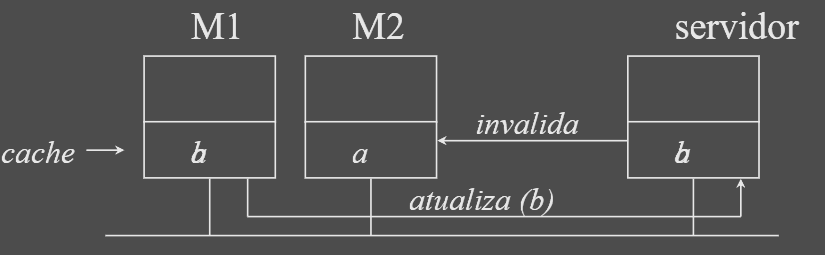 M1 M2 servidor
invalida
cache a
atualiza (b)